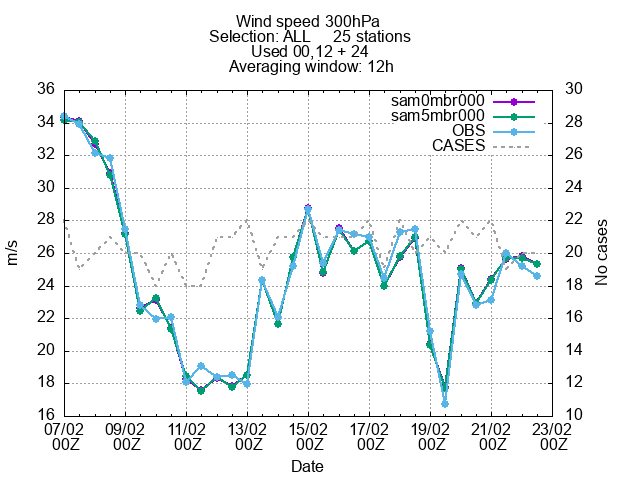 Wind speed 300hPa
Selection: ALL 25 stations
Used 00,12 + 24
Averaging window: 12h
sam0mbr000
sam5mbr000
OBS
CASES
m/s
36
34
32
30
28
26
24
22
20
18
16
No cases
30
28
26
24
22
20
18
16
14
12
10
07/02 09/02 11/02 13/02 15/02 17/02 19/02 21/02 23/02
00Z 00Z 00Z 00Z 00Z 00Z 00Z 00Z 00Z
Date